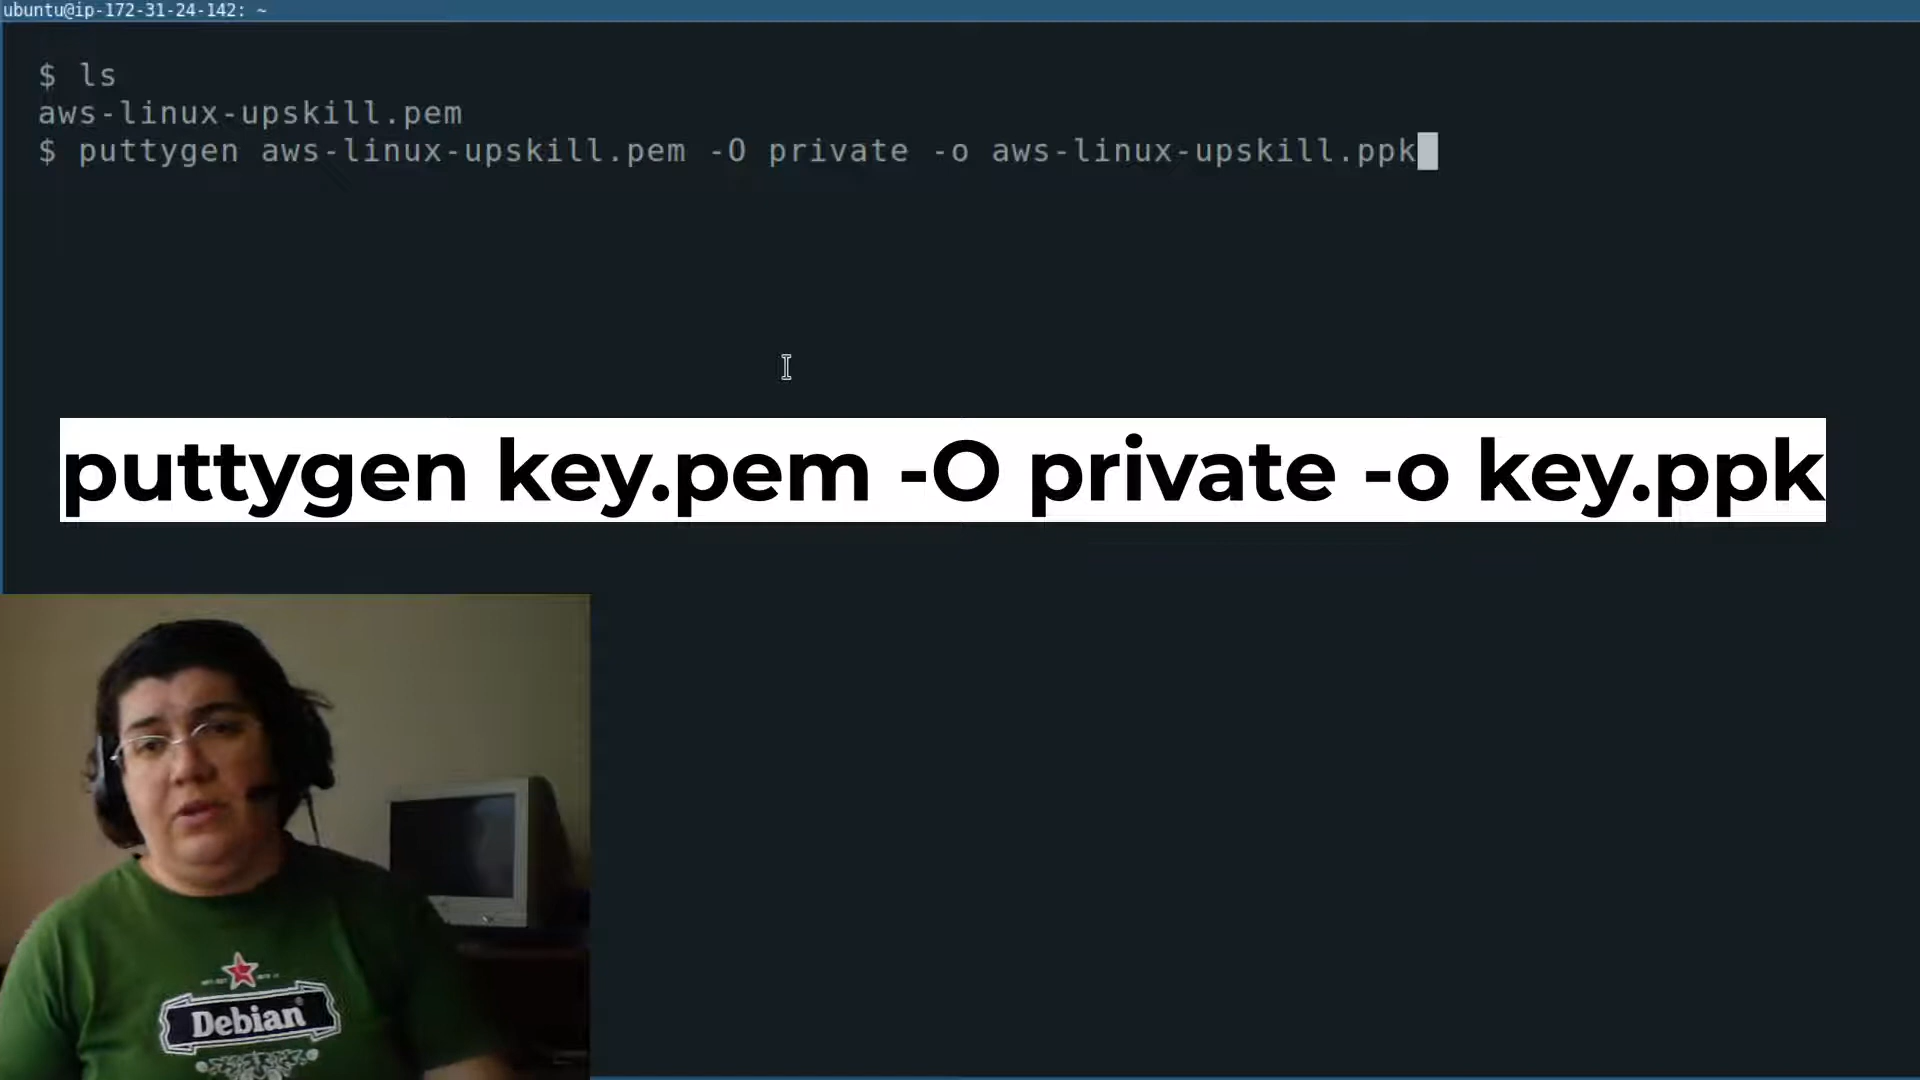 ubuntu@ip-172-31-24-142: ~
$ ls
aws-linux-upskill.pem
$ puttygen aws-linux-upskill.pem -O private -o aws-linux-upskill.ppk
puttygen key.pem -O private -o key.ppk
Debian